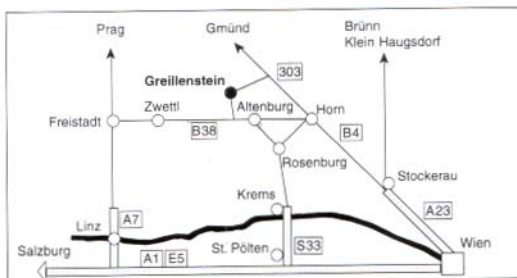 Prag
Gmünd
Brünn
Klein Haugsdorf
Greillenstein
303
Zwettl
Altenburg
Horn
Freistadt
B38
B4
Rosenburg
Stockerau
Krems
A7
A23
Linz
Wien
Salzburg
A1
E5
St. Pölten
S33